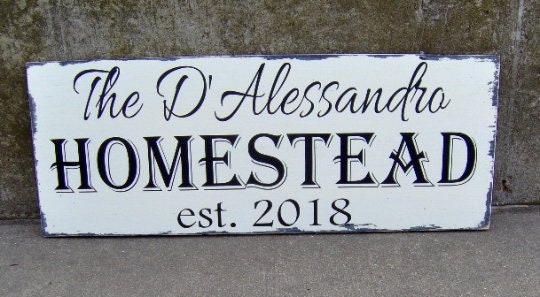 The D'Alessandro
HOMESTEAD
est. 2018